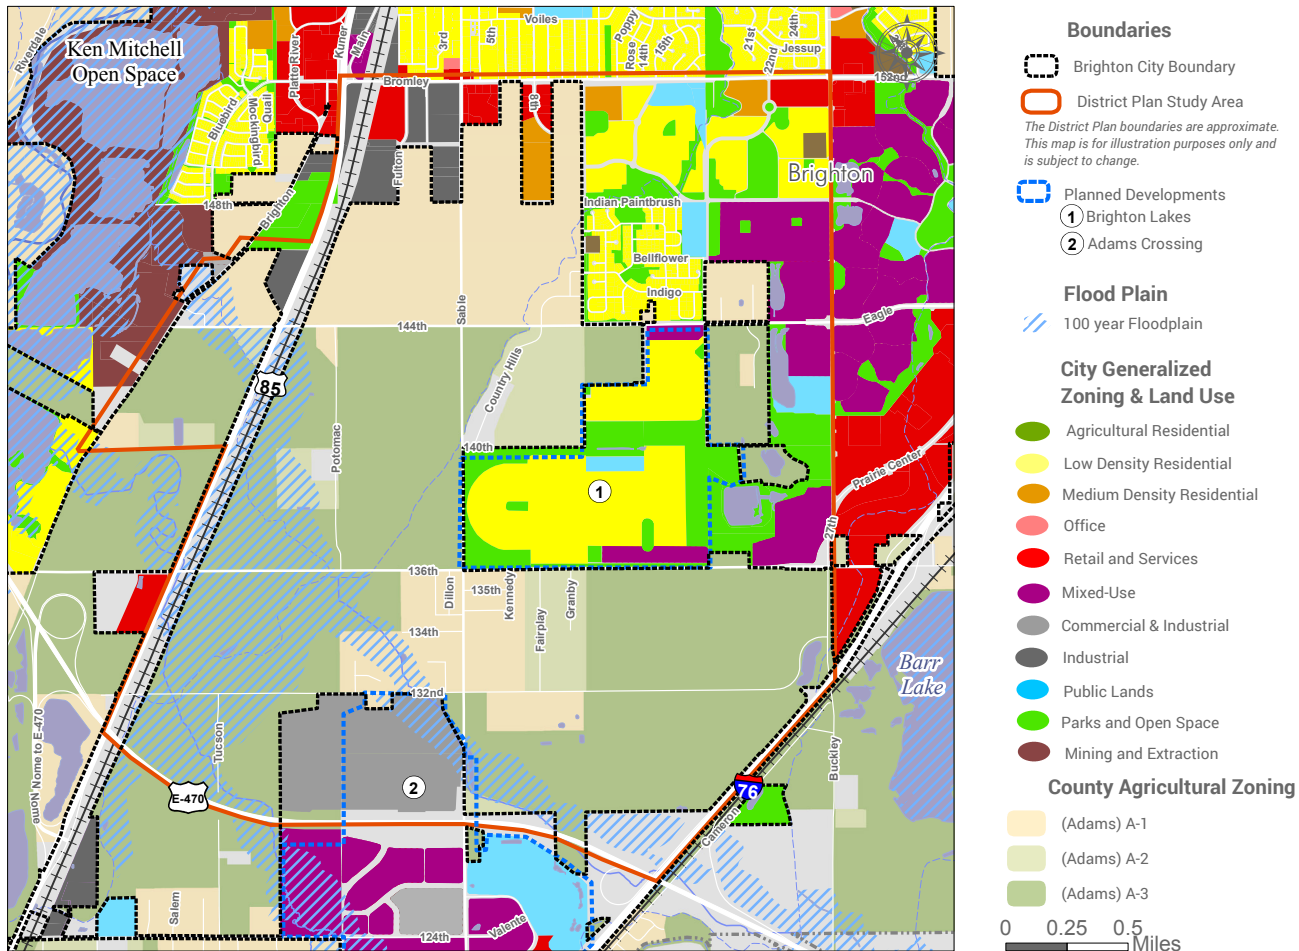 Riverdale
Ken Mitchell
Open Space
Platte River
Kuner
Main
3rd
5th
Voiles
Poppy
Rose
14th
15th
21st
22nd
24th
Jessup
152nd
Bromley
8th
Bluebird
Mockingbird
Quail
Fulton
148th
Brighton
Brighton
Indian Paintbrush
Bellflower
Indigo
Sable
144th
Eagle
Country Hills
85
Potomac
140th
1
Prairie Center
27th
136th
Dillon
135th
Kennedy
Fairplay
Granby
134th
Barr
Lake
132nd
Nome to E-470
Nome
Tucson
Buckley
E-470
2
76
Cameron
Salem
Valente
124th
Boundaries
Brighton City Boundary
District Plan Study Area
The District Plan boundaries are approximate.
This map is for illustration purposes only and
is subject to change.
Planned Developments
1 Brighton Lakes
2 Adams Crossing
Flood Plain
100 year Floodplain
City Generalized
Zoning & Land Use
Agricultural Residential
Low Density Residential
Medium Density Residential
Office
Retail and Services
Mixed-Use
Commercial & Industrial
Industrial
Public Lands
Parks and Open Space
Mining and Extraction
County Agricultural Zoning
(Adams) A-1
(Adams) A-2
(Adams) A-3
0 0.25 0.5
Miles